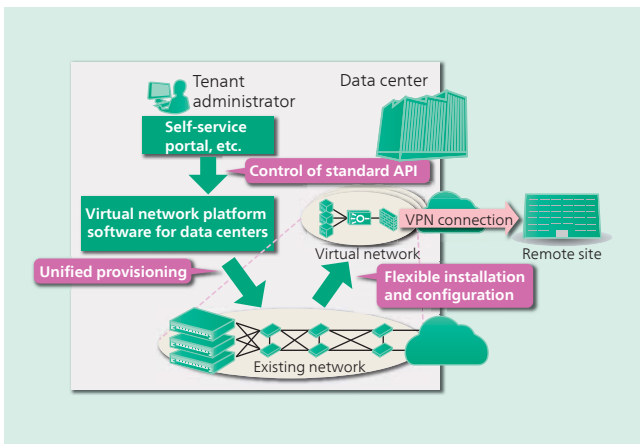 Tenant
administrator
Data center
Self-service
portal, etc.
Control of standard API
Virtual network platform
software for data centers
VPN connection
Virtual network
Remote site
Unified provisioning
Flexible installation
and configuration
Existing network